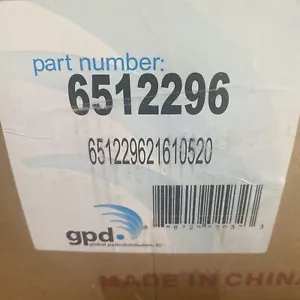 part number:
6512296
651229621610520
gpd
global parts distributors, llc
MADE IN CHINA